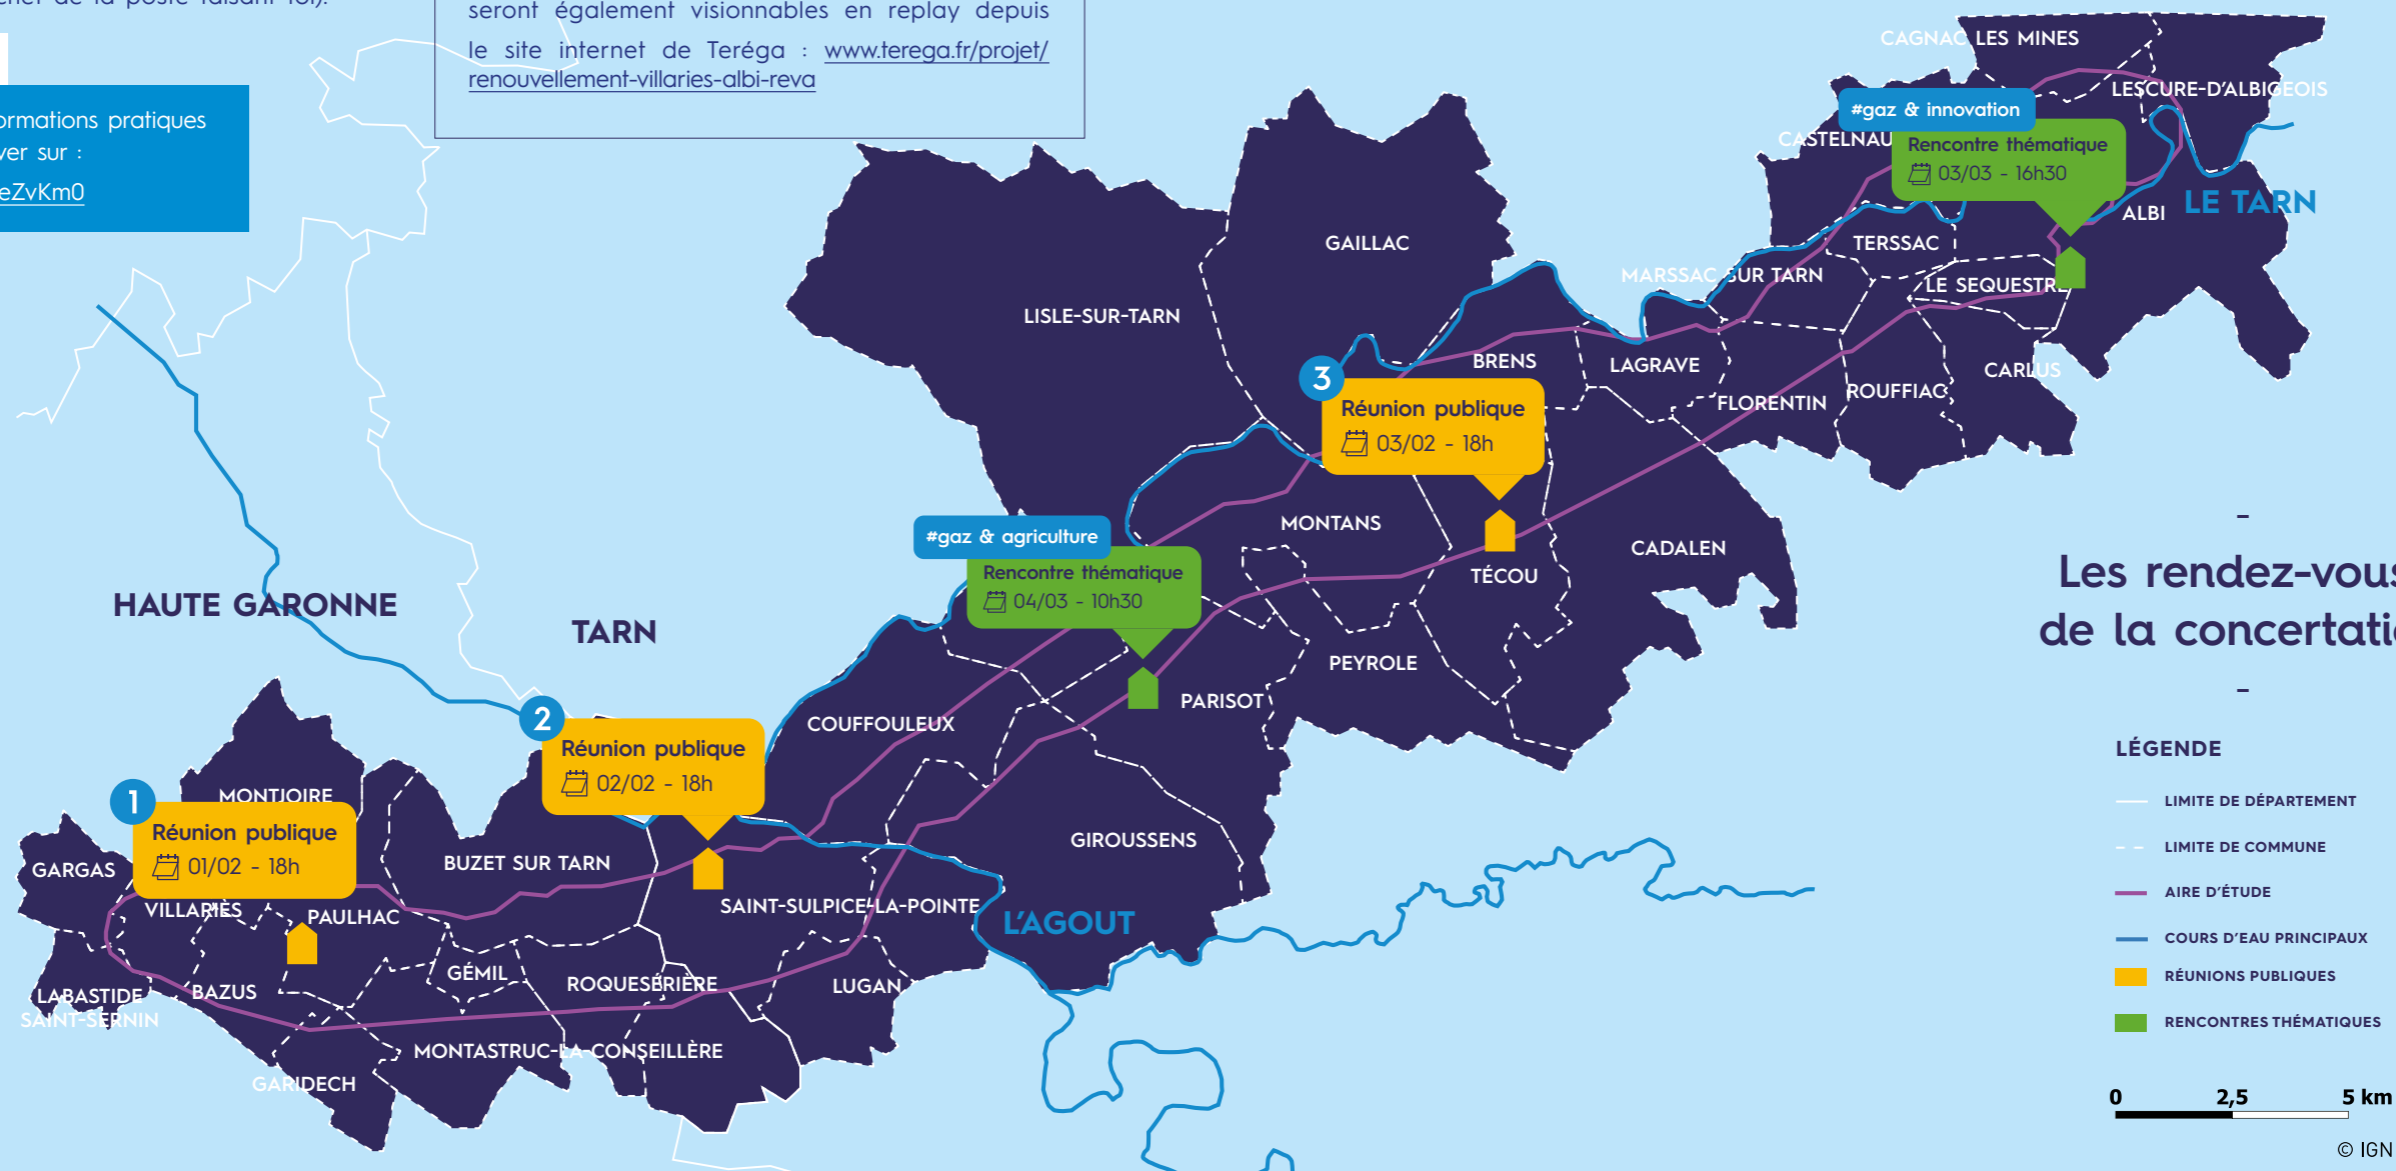 seront également visionnables en replay depuis
le site internet de Teréga : www.terega.fr/projet/
renouvellement-villaries-albi-reva
ormations pratiques
ver sur :
eZvKm0
CAGNAC LES MINES
LESCURE-D'ALBIGEOIS
#gaz & innovation
CASTELNAU
Rencontre thématique
03/03 - 16h30
ALBI
LE TARN
TERSSAC
GAILLAC
MARSSAC SUR TARN
LE SEQUESTRE
LISLE-SUR-TARN
BRENS
LAGRAVE
CARLUS
ROUFFIAC
FLORENTIN
3
Réunion publique
03/02 - 18h
MONTANS
CADALEN
TÉCOU
#gaz & agriculture
Rencontre thématique
04/03 - 10h30
PEYROLE
PARISOT
HAUTE GARONNE
TARN
COUFFOULEUX
2
Réunion publique
02/02 - 18h
MONTJOIRE
1
Réunion publique
01/02 - 18h
GIROUSSENS
GARGAS
BUZET SUR TARN
VILLARIES
PAULHAC
SAINT-SULPICE-LA-POINTE
L'AGOUT
GÉMIL
ROQUESÉRIÈRE
LUGAN
BAZUS
LABASTIDE
SAINT-SERNIN
MONTASTRUC-LA-CONSEILLÈRE
GARIDECH
–
Les rendez-vous
de la concertati
–
LÉGENDE
LIMITE DE DÉPARTEMENT
LIMITE DE COMMUNE
AIRE D'ÉTUDE
COURS D'EAU PRINCIPAUX
RÉUNIONS PUBLIQUES
RENCONTRES THÉMATIQUES
0 2,5 5 km
© IGN